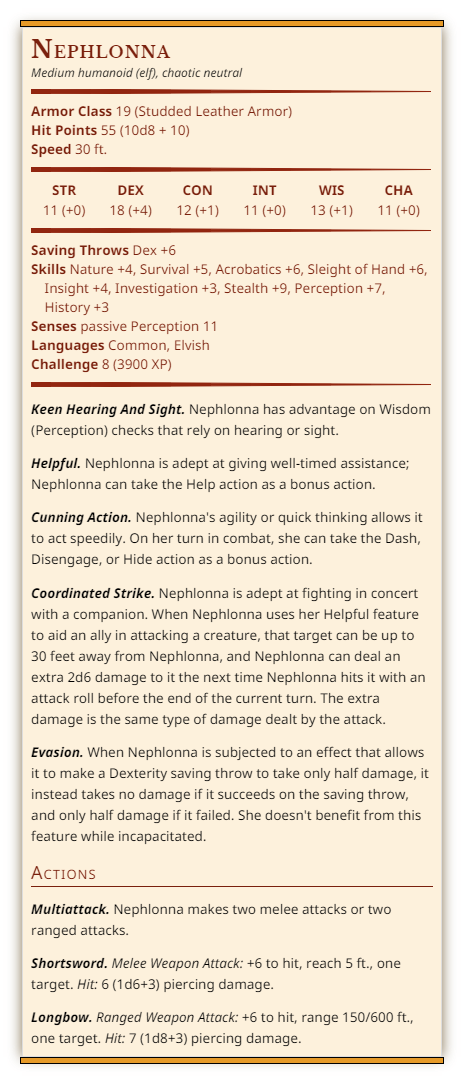 Nephlonna
Medium humanoid (elf), chaotic neutral
Armor Class 19 (Studded Leather Armor)
Hit Points 55 (10d8 + 10)
Speed 30 ft.
STR DEX CON INT WIS CHA
11 (+0) 18 (+4) 12 (+1) 11 (+0) 13 (+1) 11 (+0)
Saving Throws Dex +6
Skills Nature +4, Survival +5, Acrobatics +6, Sleight of Hand +6,
Insight +4, Investigation +3, Stealth +9, Perception +7,
History +3
Senses passive Perception 11
Languages Common, Elvish
Challenge 8 (3900 XP)
Keen Hearing And Sight. Nephlonna has advantage on Wisdom
(Perception) checks that rely on hearing or sight.
Helpful. Nephlonna is adept at giving well-timed assistance;
Nephlonna can take the Help action as a bonus action.
Cunning Action. Nephlonna's agility or quick thinking allows it
to act speedily. On her turn in combat, she can take the Dash,
Disengage, or Hide action as a bonus action.
Coordinated Strike. Nephlonna is adept at fighting in concert
with a companion. When Nephlonna uses her Helpful feature
to aid an ally in attacking a creature, that target can be up to
30 feet away from Nephlonna, and Nephlonna can deal an
extra 2d6 damage to it the next time Nephlonna hits it with an
attack roll before the end of the current turn. The extra
damage is the same type of damage dealt by the attack.
Evasion. When Nephlonna is subjected to an effect that allows
it to make a Dexterity saving throw to take only half damage, it
instead takes no damage if it succeeds on the saving throw,
and only half damage if it failed. She doesn't benefit from this
feature while incapacitated.
Actions
Multiattack. Nephlonna makes two melee attacks or two
ranged attacks.
Shortsword. Melee Weapon Attack: +6 to hit, reach 5 ft., one
target. Hit: 6 (1d6+3) piercing damage.
Longbow. Ranged Weapon Attack: +6 to hit, range 150/600 ft.,
one target. Hit: 7 (1d8+3) piercing damage.